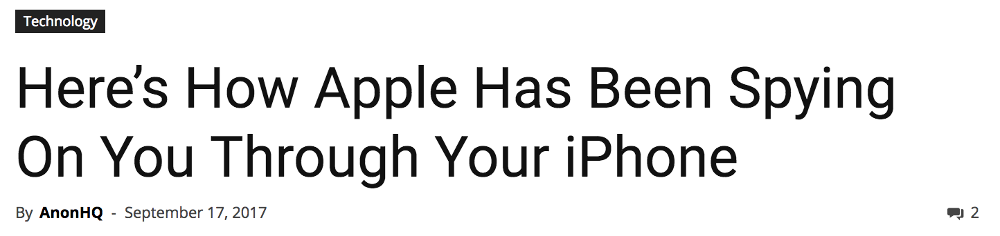 Technology
Here’s How Apple Has Been Spying
On You Through Your iPhone
By AnonHQ - September 17, 2017 2